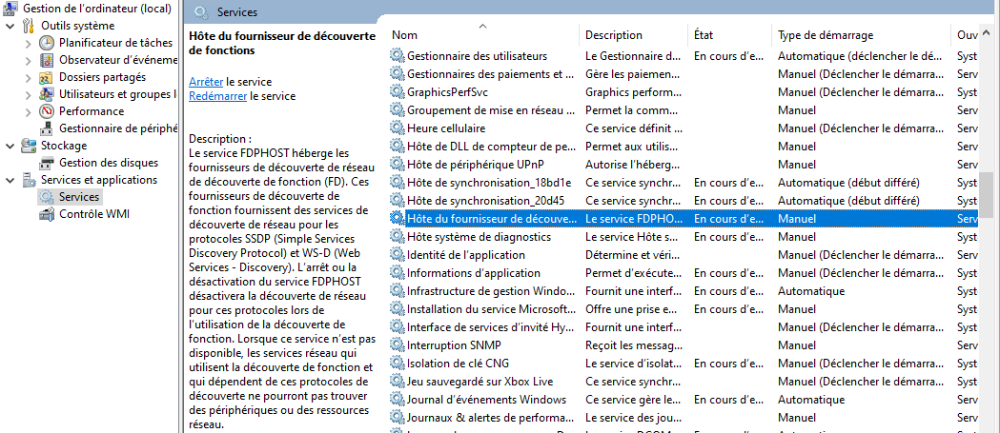 Gestion de l'ordinateur (local)
Outils système
Planificateur de tâches
Observateur d'événeme
Dossiers partagés
Utilisateurs et groupes l
Performance
Gestionnaire de périphé
Stockage
Gestion des disques
Services et applications
Services
Contrôle WMI
Services
Hôte du fournisseur de découverte
de fonctions
Arrêter le service
Redémarrer le service
Description :
Le service FDPHOST héberge les
fournisseurs de découverte de réseau
de découverte de fonction (FD). Ces
fournisseurs de découverte de
fonction fournissent des services de
découverte de réseau pour les
protocoles SSDP (Simple Services
Discovery Protocol) et WS-D (Web
Services - Discovery). L'arrêt ou la
désactivation du service FDPHOST
désactivera la découverte de réseau
pour ces protocoles lors de
l'utilisation de la découverte de
fonction. Lorsque ce service n'est pas
disponible, les services réseau qui
utilisent la découverte de fonction et
qui dépendent de ces protocoles de
découverte ne pourront pas trouver
des périphériques ou des ressources
réseau.
Nom Description État Type de démarrage Ouv
Gestionnaire des utilisateurs Le Gestionnaire d... En cours d'e... Automatique (déclencher le dé... Syst
Gestionnaires des paiements et ... Gère les paiemen... Manuel (Déclencher le démarra... Serv
GraphicsPerfSvc Graphics perform... Manuel (Déclencher le démarra... Syst
Groupement de mise en réseau ... Permet la comm... Manuel Serv
Heure cellulaire Ce service définit ... Manuel (Déclencher le démarra... Serv
Hôte de DLL de compteur de pe... Permet aux utilis... Manuel Serv
Hôte de périphérique UPnP Autorise l'héberg... Manuel Serv
Hôte de synchronisation_18bd1e Ce service synchr... En cours d'e... Automatique (début différé) Syst
Hôte de synchronisation_20d45 Ce service synchr... En cours d'e... Automatique (début différé) Syst
Hôte du fournisseur de découve... Le service FDPHO... En cours d'e... Manuel Serv
Hôte système de diagnostics Le service Hôte s... En cours d'e... Manuel Syst
Identité de l'application Détermine et véri... Manuel (Déclencher le démarra... Serv
Informations d'application Permet d'exécute... En cours d'e... Manuel (Déclencher le démarra... Syst
Infrastructure de gestion Windo... Fournit une interf... En cours d'e... Automatique Syst
Installation du service Microsoft... Offre une prise e... En cours d'e... Manuel Syst
Interface de services d'invité Hy... Fournit une interf... Manuel (Déclencher le démarra... Syst
Interruption SNMP Reçoit les messag... Manuel Serv
Isolation de clé CNG Le service d'isolat... En cours d'e... Manuel (Déclencher le démarra... Syst
Jeu sauvegardé sur Xbox Live Ce service synchr... Manuel (Déclencher le démarra... Syst
Journal d'événements Windows Ce service gère le... En cours d'e... Automatique Serv
Journaux & alertes de performa... Le service des jou... Manuel Serv